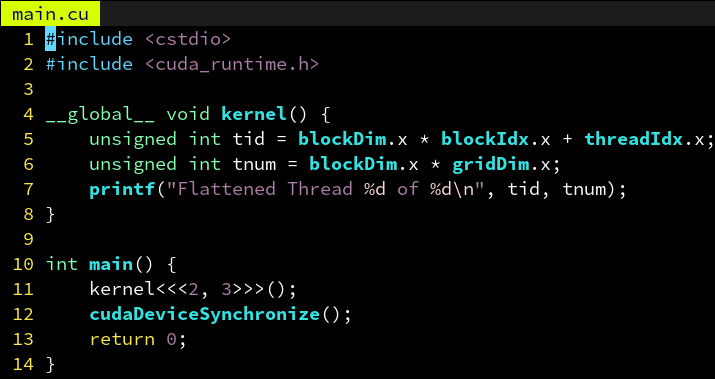 main.cu
1 #include <cstdio>
2 #include <cuda_runtime.h>
3
4 __global__ void kernel() {
5     unsigned int tid = blockDim.x * blockIdx.x + threadIdx.x;
6     unsigned int tnum = blockDim.x * gridDim.x;
7     printf("Flattened Thread %d of %d\n", tid, tnum);
8 }
9
10 int main() {
11     kernel<<<2, 3>>>();
12     cudaDeviceSynchronize();
13     return 0;
14 }